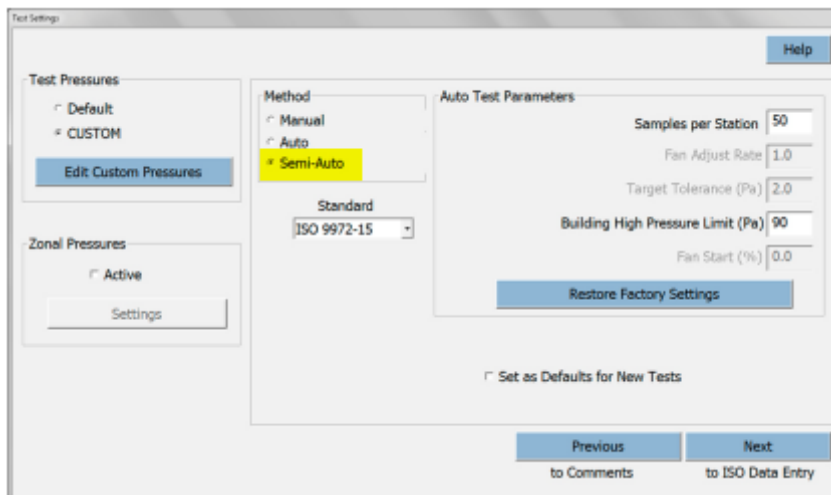 Test Settings
Help
Test Pressures
Default
CUSTOM
Edit Custom Pressures
Zonal Pressures
Active
Settings
Method
Manual
Auto
Semi-Auto
Standard
ISO 9972-15
Auto Test Parameters
Samples per Station 50
Fan Adjust Rate 1.0
Target Tolerance (Pa) 2.0
Building High Pressure Limit (Pa) 90
Fan Start (%) 0.0
Restore Factory Settings
Set as Defaults for New Tests
Previous
to Comments
Next
to ISO Data Entry